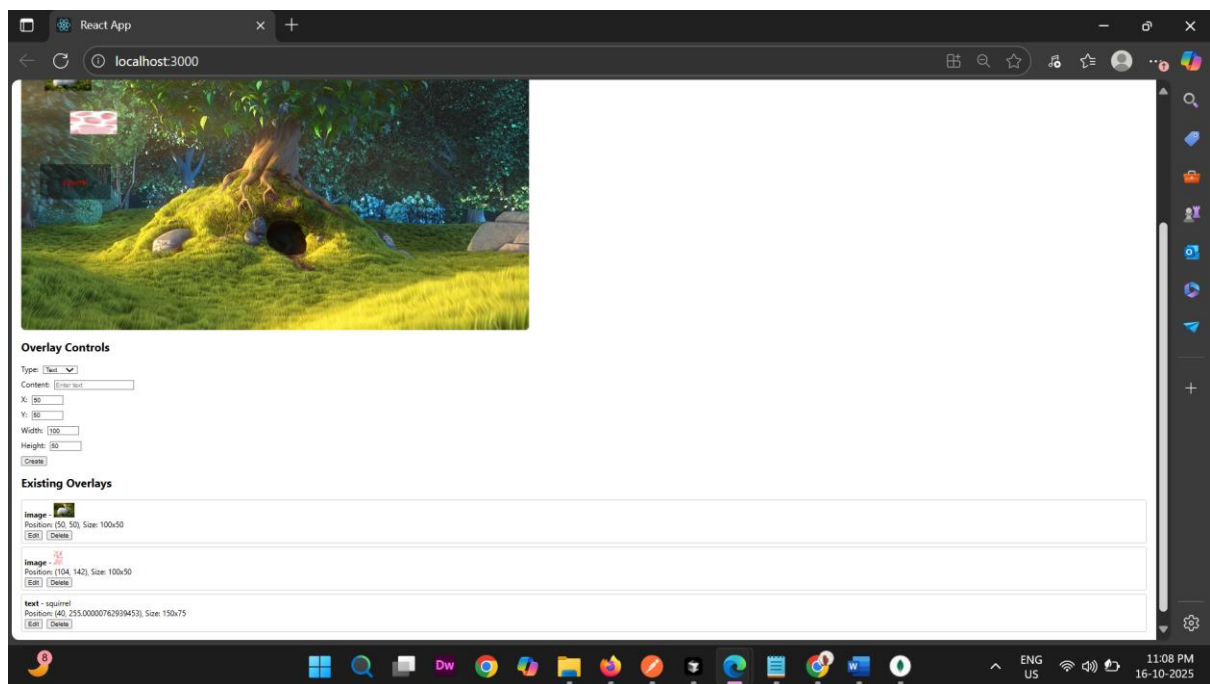 React App
localhost:3000
Overlay Controls
Type: Text
Content: Enter text
X: 50
Y: 50
Width: 100
Height: 50
Create
Existing Overlays
image -
Position: (50, 50), Size: 100x50
Edit Delete
image -
Position: (104, 142), Size: 100x50
Edit Delete
text - squirrel
Position: (40, 255.00000762939453), Size: 150x75
Edit Delete
8
Dw
ENG
US
11:08 PM
16-10-2025